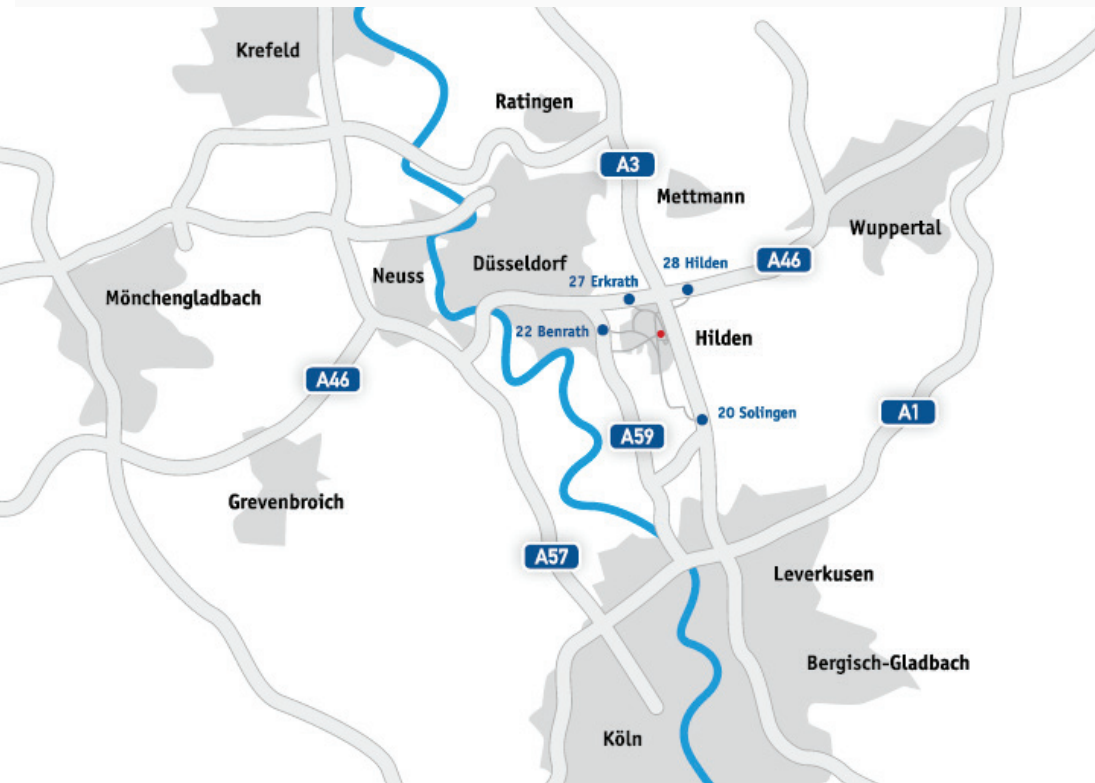 Krefeld
Ratingen
A3
Mettmann
Wuppertal
Düsseldorf
A46
28 Hilden
Neuss
27 Erkrath
Mönchengladbach
22 Benrath
Hilden
A46
20 Solingen
A1
A59
Grevenbroich
A57
Leverkusen
Bergisch-Gladbach
Köln